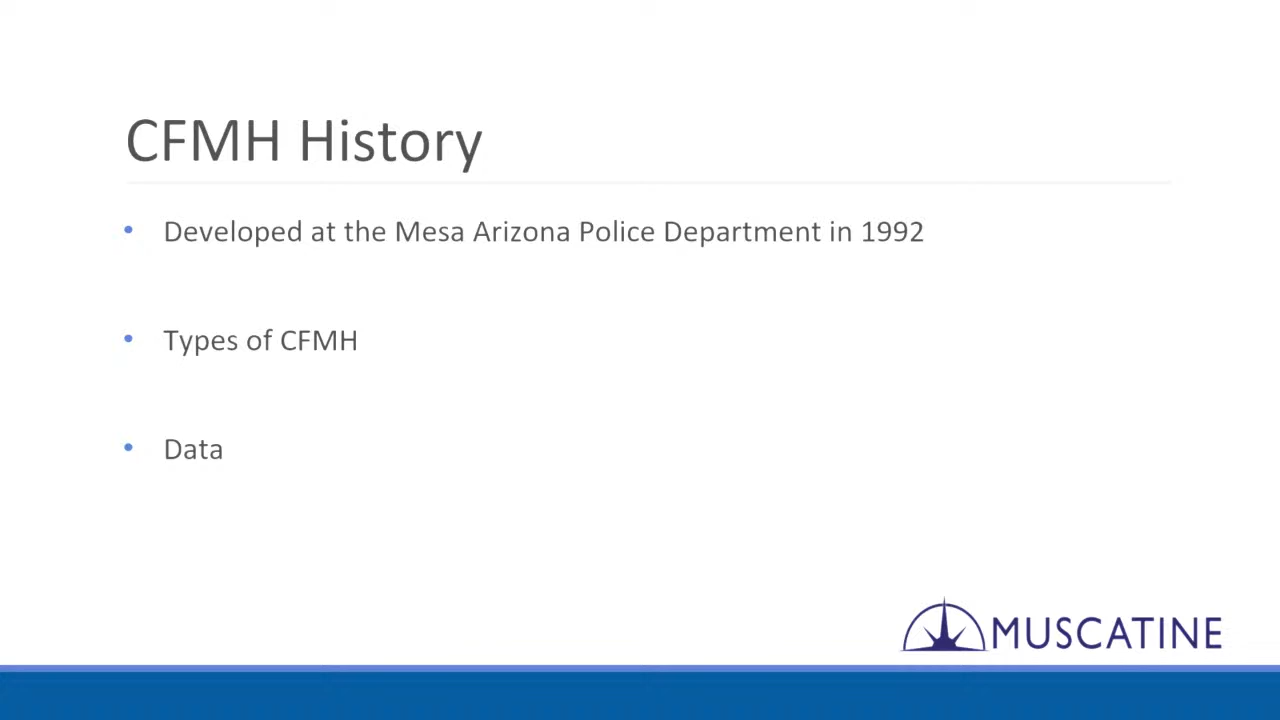 CFMH History
• Developed at the Mesa Arizona Police Department in 1992
• Types of CFMH
• Data
MUSCATINE